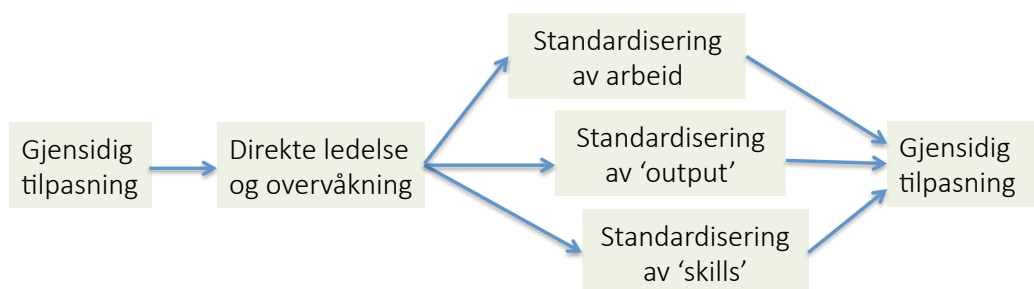 Gjensidig
tilpasning
Direkte ledelse
og overvåkning
Standardisering
av arbeid
Standardisering
av ‘output’
Standardisering
av ‘skills’
Gjensidig
tilpasning